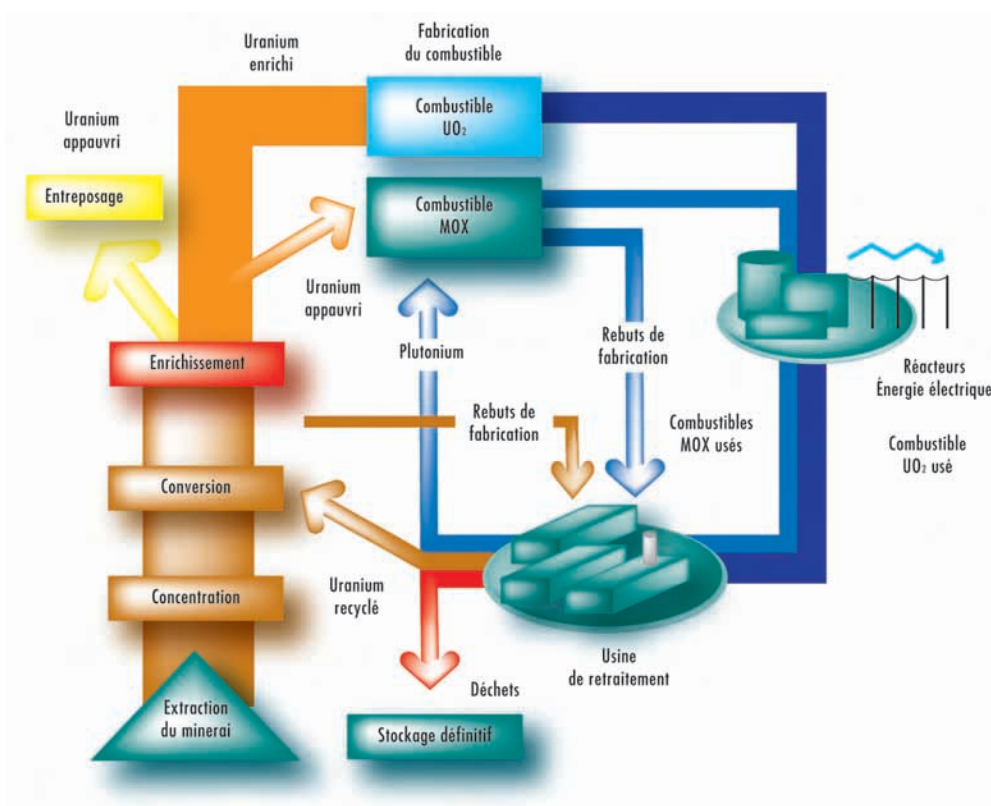 Uranium
enrichi
Fabrication
du combustible
Combustible
UO₂
Uranium
appauvri
Entreposage
Combustible
MOX
Uranium
appauvri
Plutonium
Rebuts de
fabrication
Enrichissement
Réacteurs
Énergie électrique
Rebuts de
fabrication
Combustibles
MOX usés
Combustible
UO₂ usé
Conversion
Concentration
Uranium
recyclé
Usine
de retraitement
Extraction
du minerai
Déchets
Stockage définitif